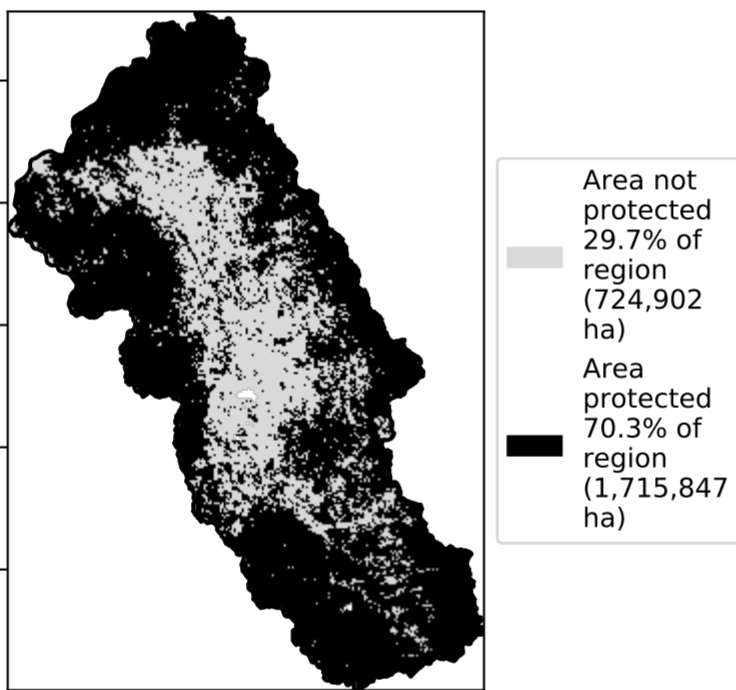 Area not
protected
29.7% of
region
(724,902
ha)
Area
protected
70.3% of
region
(1,715,847
ha)